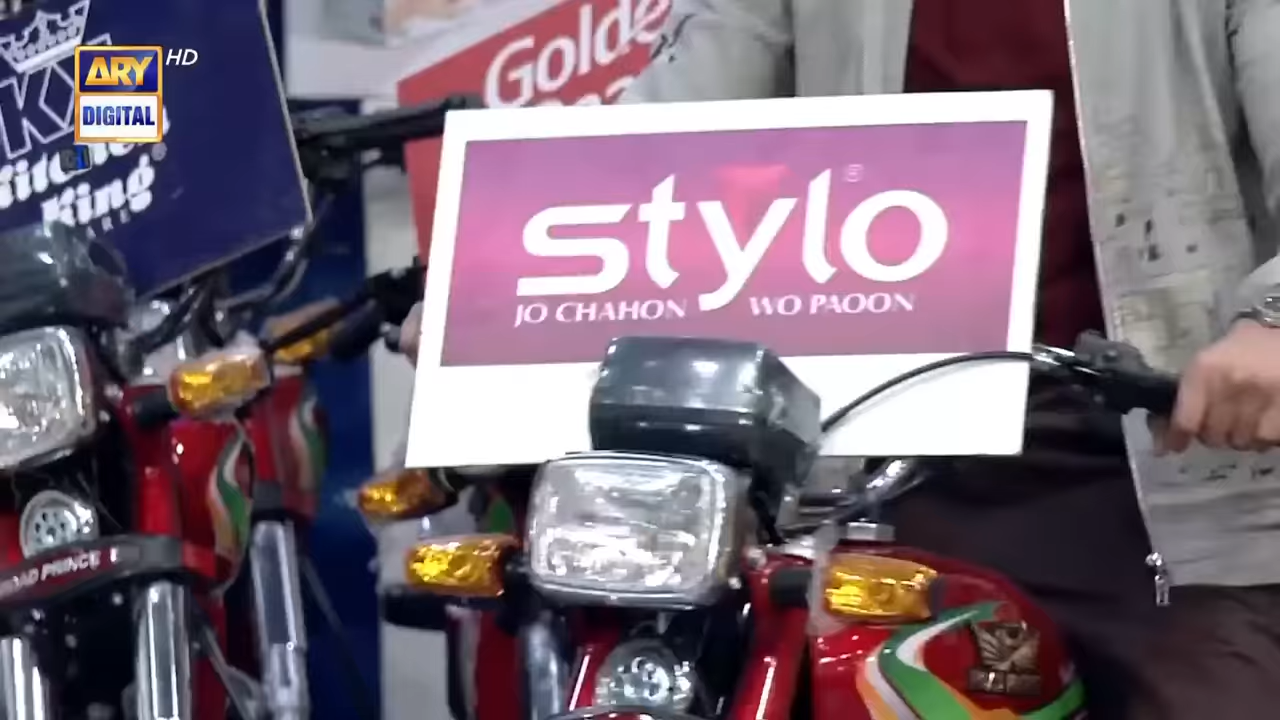 ARY HD
DIGITAL
Kitchen
King
Golde
stylo®
JO CHAHON WO PAOON
ROAD PRINCE